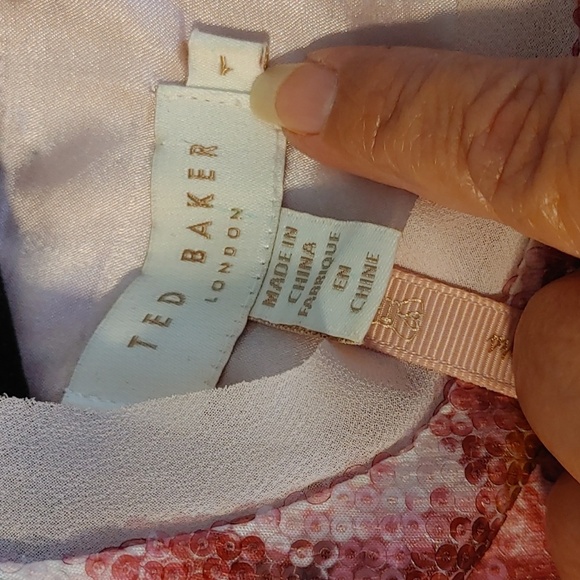 TED BAKER
LONDON
MADE IN
CHINA
FABRIQUE
EN
CHINE